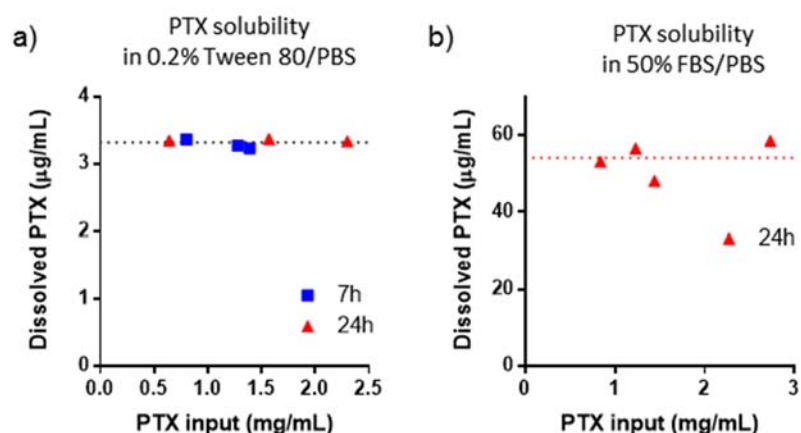 a)
PTX solubility
in 0.2% Tween 80/PBS
Dissolved PTX (µg/mL)
4
3
2
1
0
7h
24h
0.0 0.5 1.0 1.5 2.0 2.5
PTX input (mg/mL)
b)
PTX solubility
in 50% FBS/PBS
Dissolved PTX (µg/mL)
60
40
20
0
24h
0 1 2 3
PTX input (mg/mL)